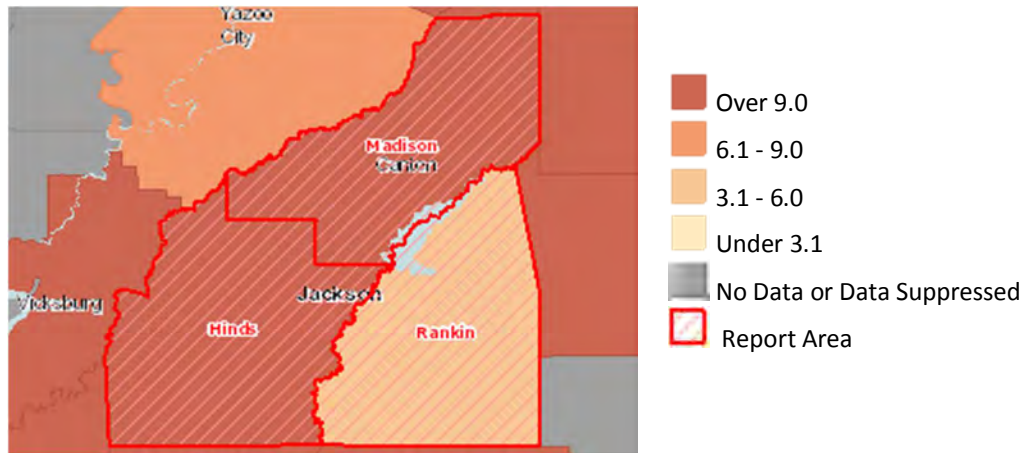 Yazoo
City
Madison
Canton
Vicksburg
Jackson
Hinds
Rankin
Over 9.0
6.1 - 9.0
3.1 - 6.0
Under 3.1
No Data or Data Suppressed
Report Area